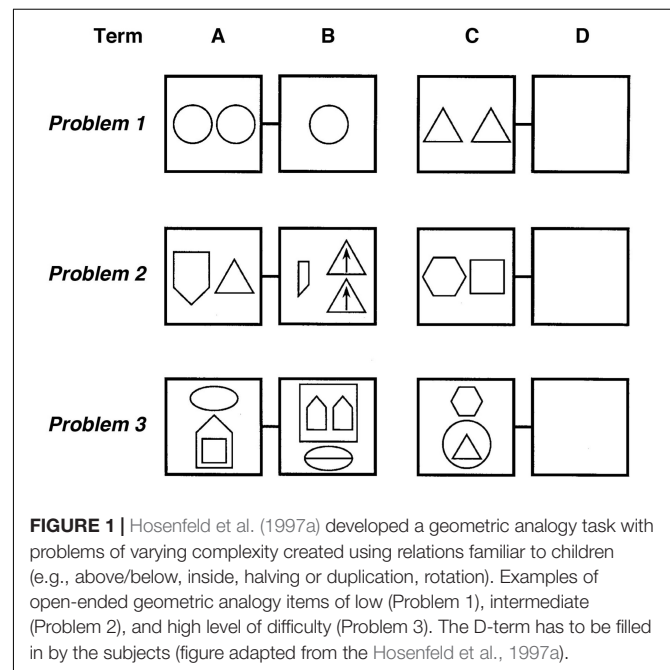 Term A B C D
Problem 1
Problem 2
Problem 3
FIGURE 1 | Hosenfeld et al. (1997a) developed a geometric analogy task with
problems of varying complexity created using relations familiar to children
(e.g., above/below, inside, halving or duplication, rotation). Examples of
open-ended geometric analogy items of low (Problem 1), intermediate
(Problem 2), and high level of difficulty (Problem 3). The D-term has to be filled
in by the subjects (figure adapted from the Hosenfeld et al., 1997a).